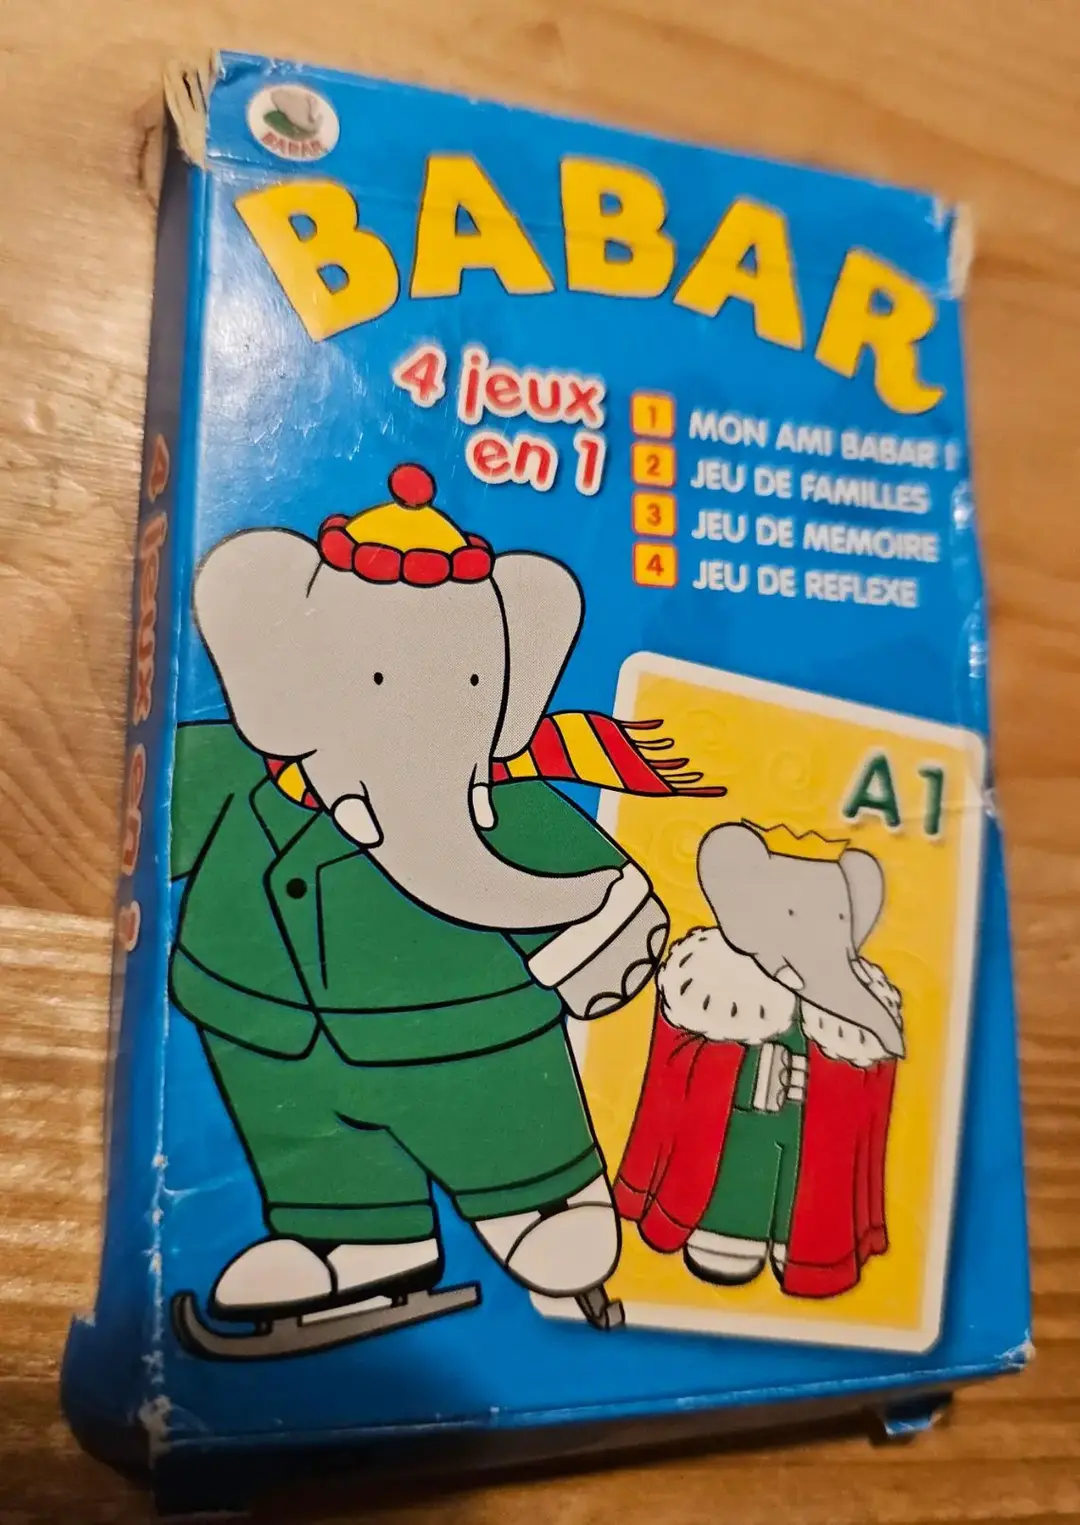 BABAR
BABAR
4 jeux
en 1
1 MON AMI BABAR !
2 JEU DE FAMILLES
3 JEU DE MEMOIRE
4 JEU DE REFLEXE
A1
4 jeux en 1